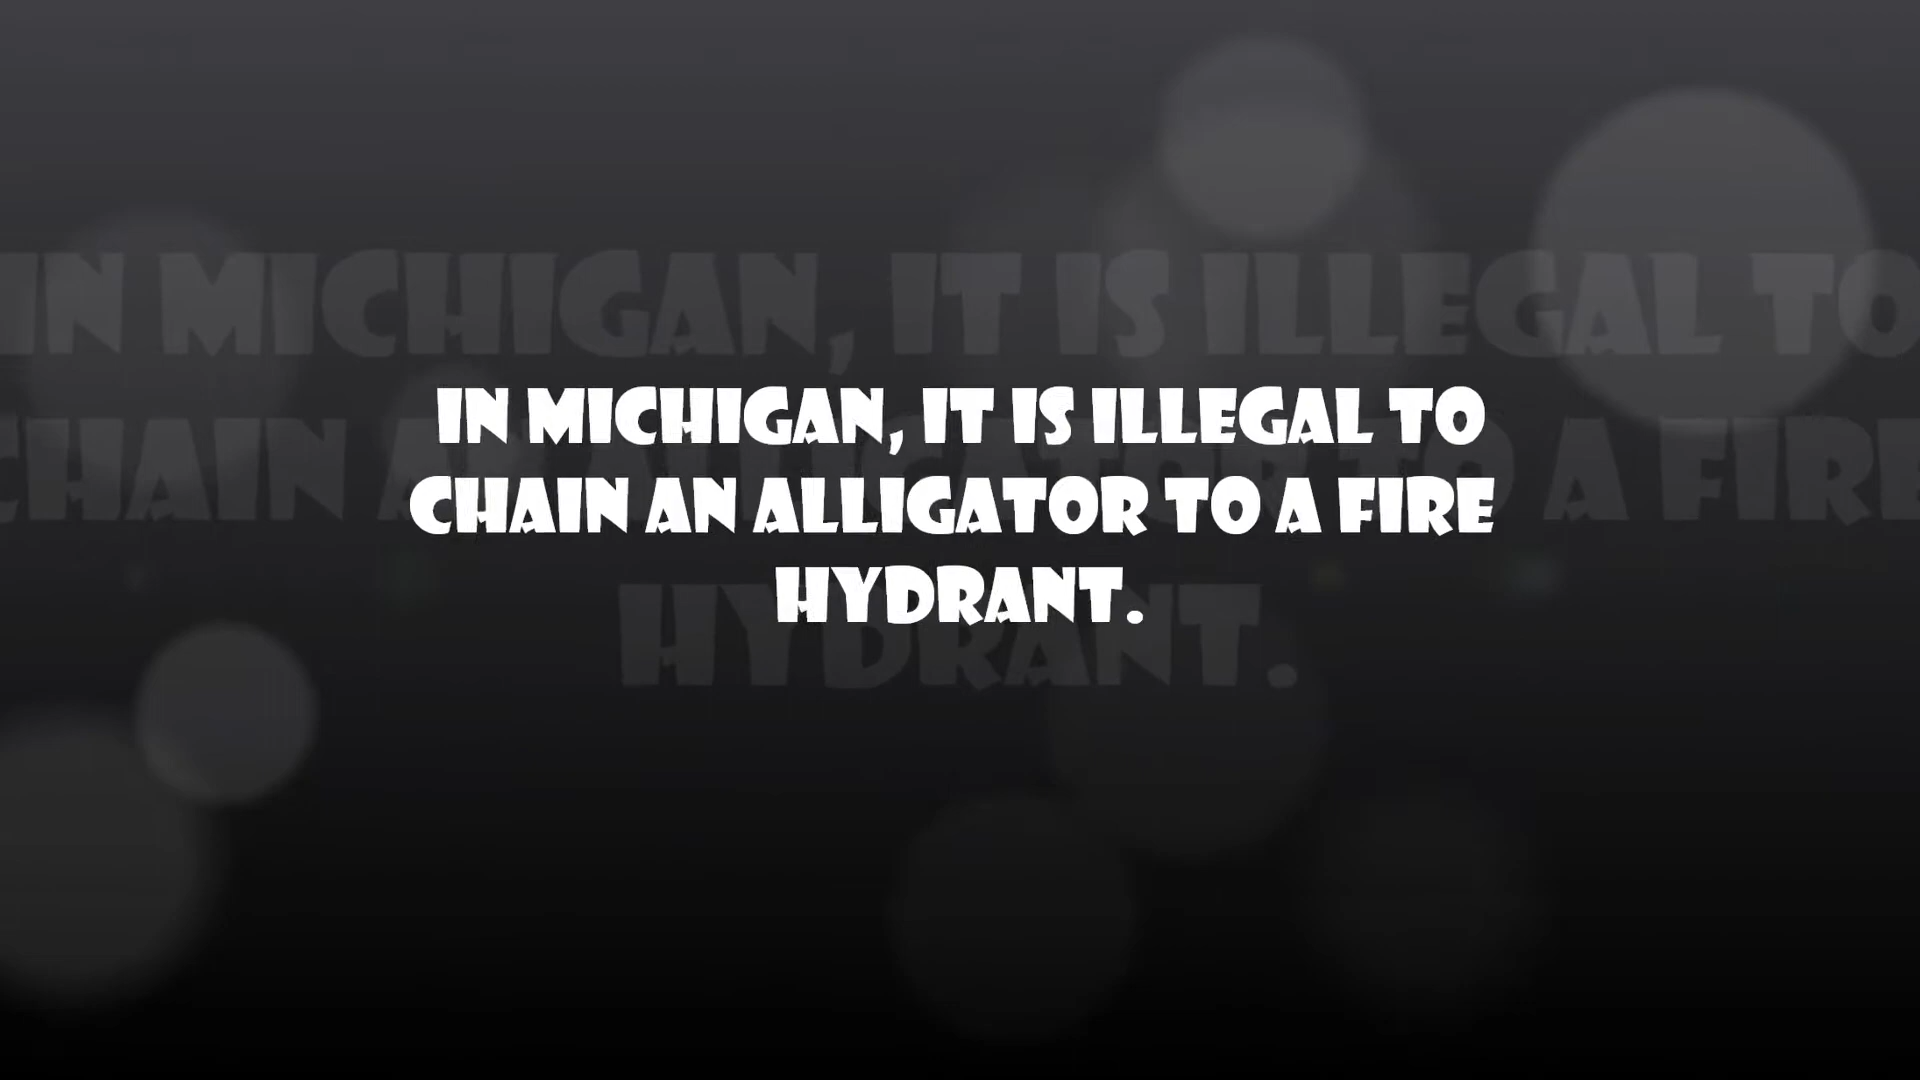 IN MICHIGAN, IT IS ILLEGAL TO
CHAIN AN ALLIGATOR TO A FIRE
HYDRANT.